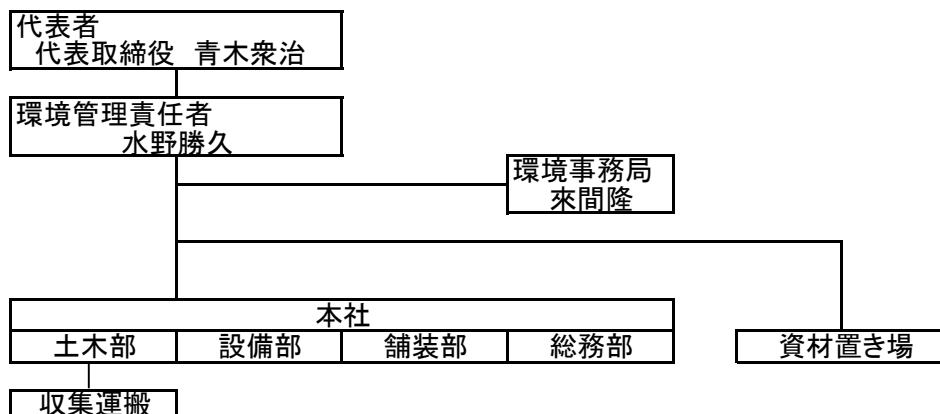 代表者
代表取締役 青木衆治
環境管理責任者
水野勝久
環境事務局
來間隆
本社
土木部 設備部 舗装部 総務部 資材置き場
収集運搬